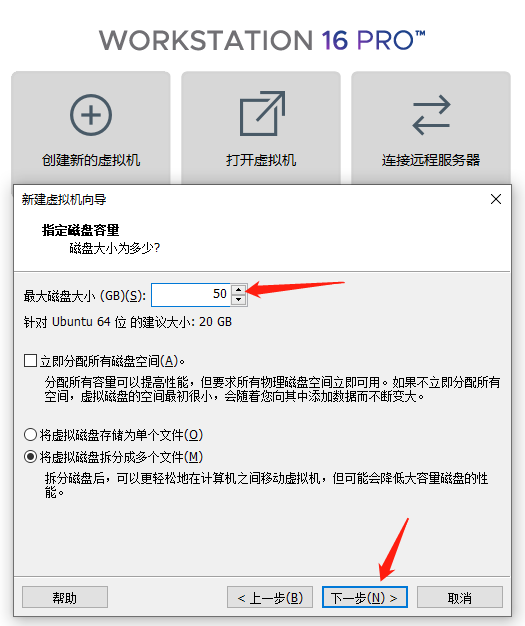 WORKSTATION 16 PRO™
创建新的虚拟机
打开虚拟机
连接远程服务器
新建虚拟机向导
指定磁盘容量
磁盘大小为多少?
最大磁盘大小 (GB)(S): 50
针对 Ubuntu 64 位 的建议大小: 20 GB
立即分配所有磁盘空间(A)。
分配所有容量可以提高性能，但要求所有物理磁盘空间立即可用。如果不立即分配所有
空间，虚拟磁盘的空间最初很小，会随着您向其中添加数据而不断变大。
将虚拟磁盘存储为单个文件(O)
将虚拟磁盘拆分成多个文件(M)
拆分磁盘后，可以更轻松地在计算机之间移动虚拟机，但可能会降低大容量磁盘的性
能。
帮助
< 上一步(B)
下一步(N) >
取消